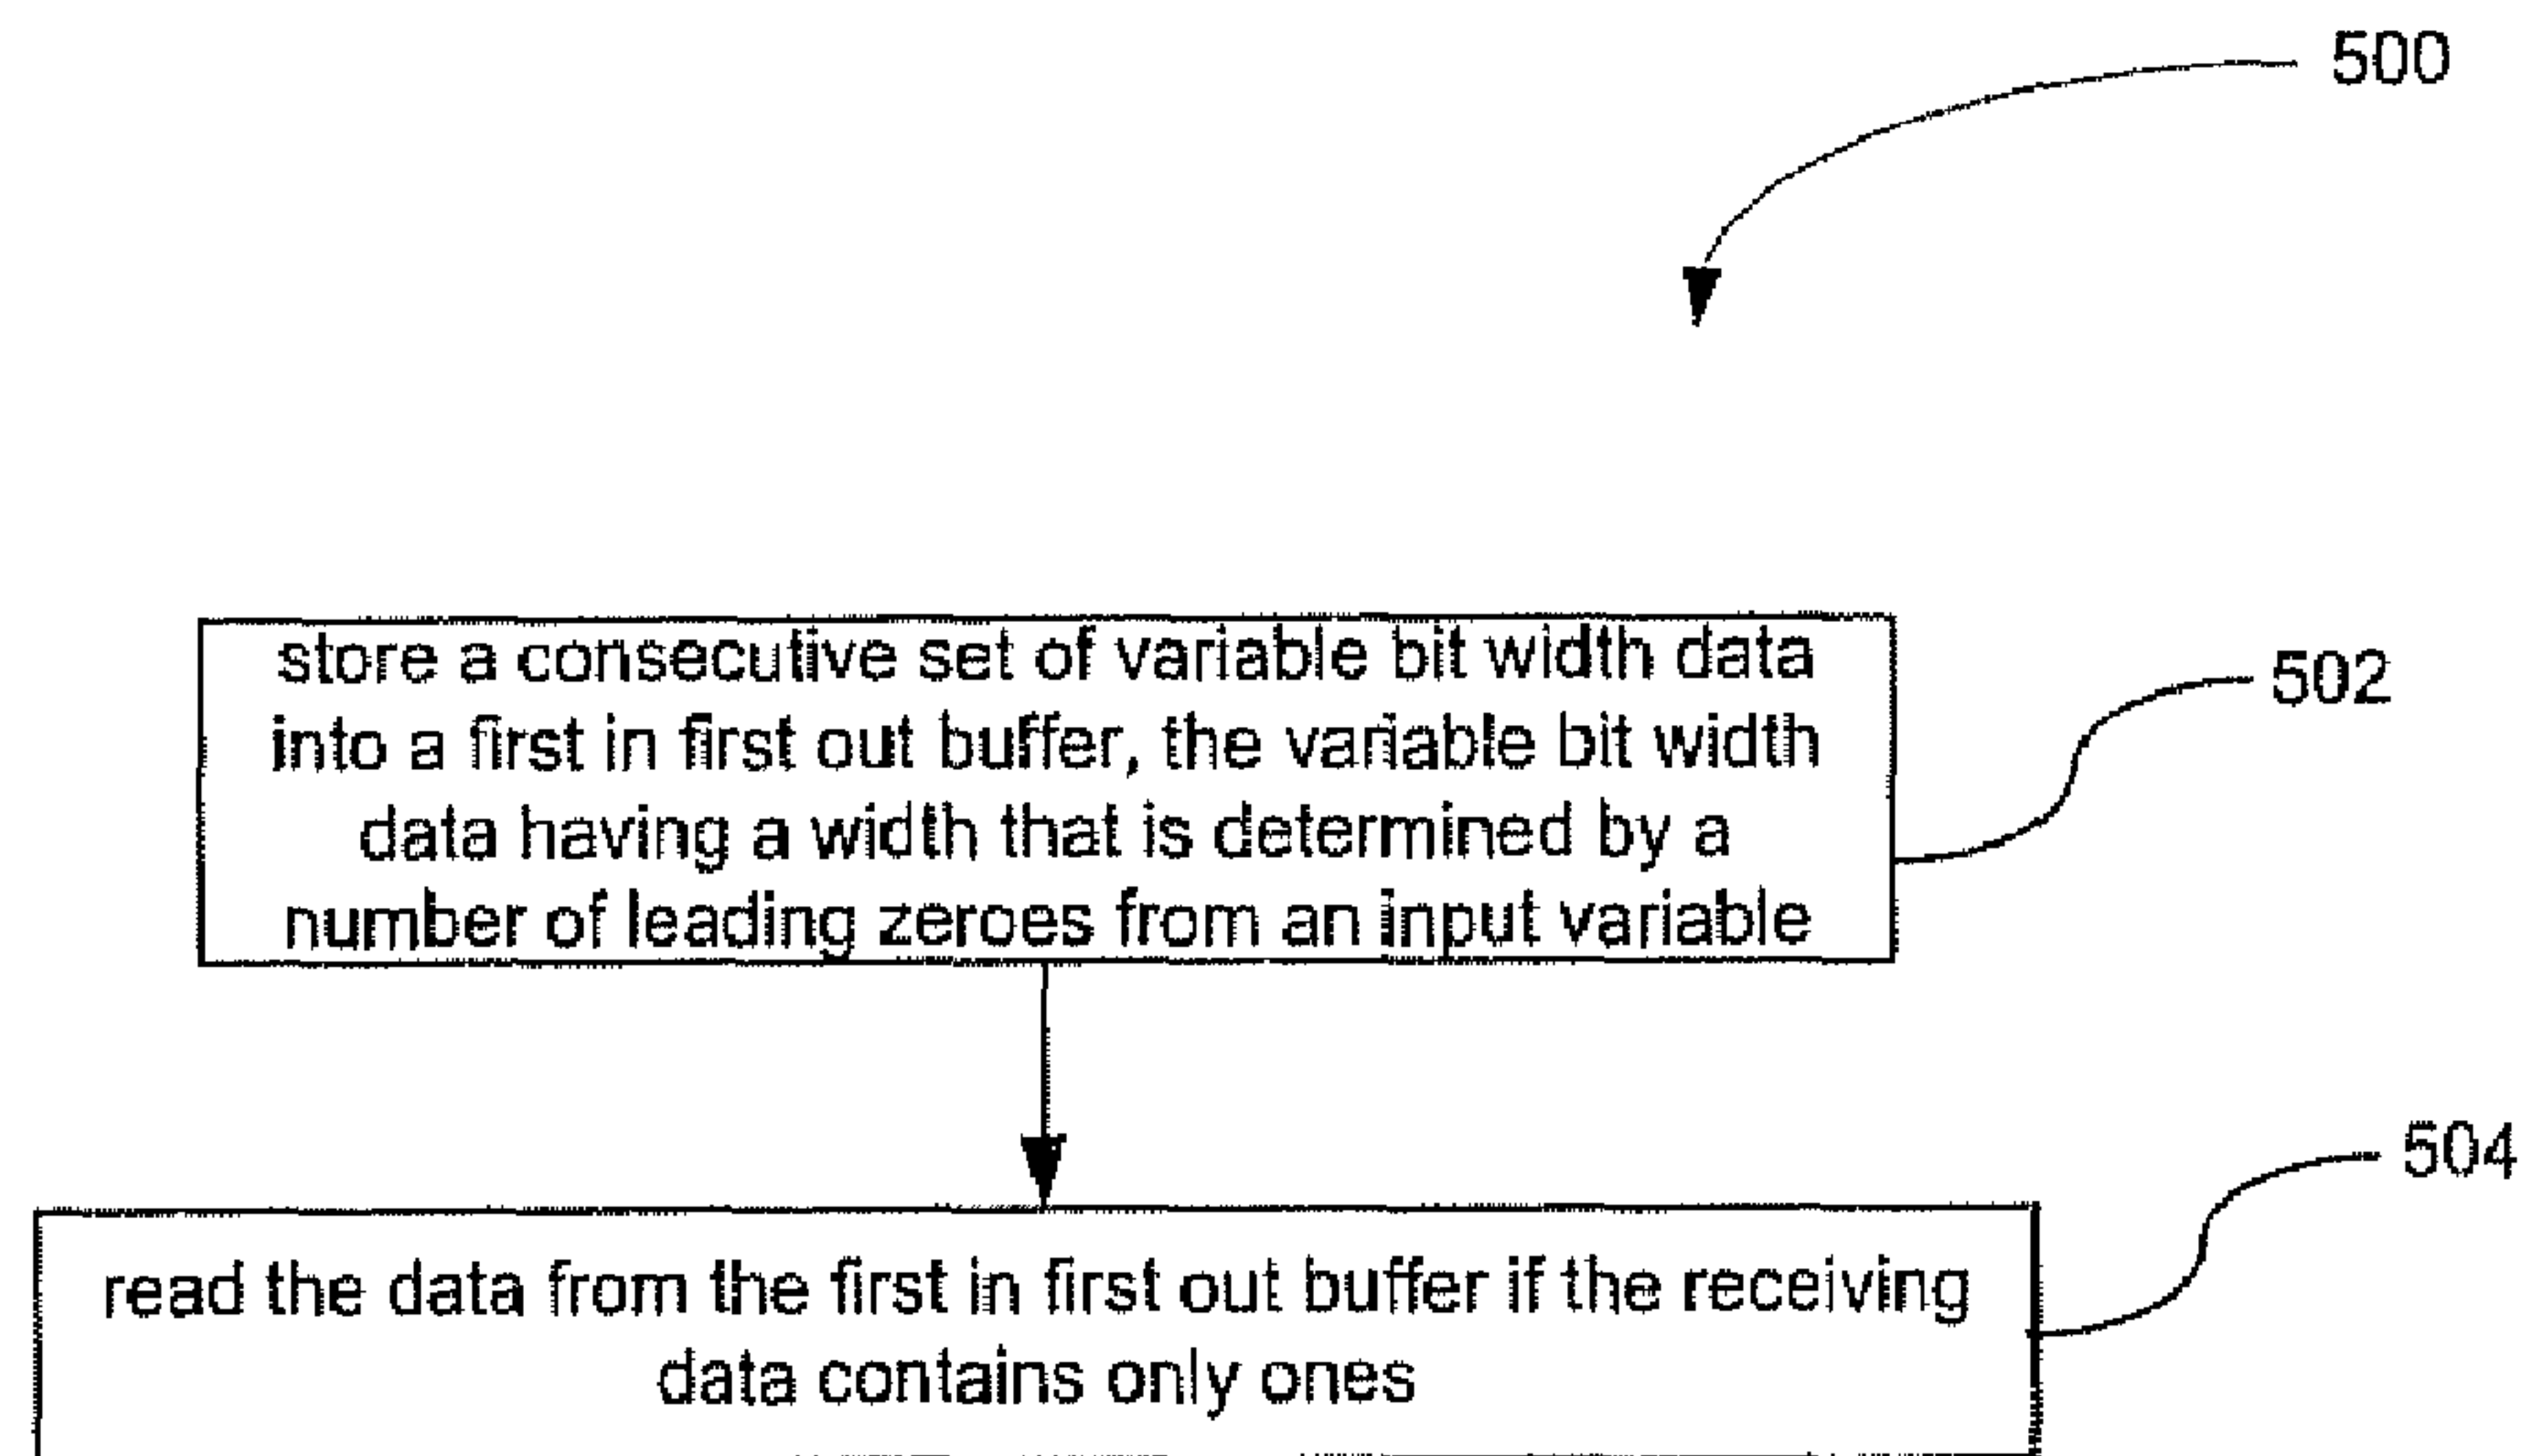 500
store a consecutive set of variable bit width data
into a first in first out buffer, the variable bit width
data having a width that is determined by a
number of leading zeroes from an input variable
502
504
read the data from the first in first out buffer if the receiving
data contains only ones